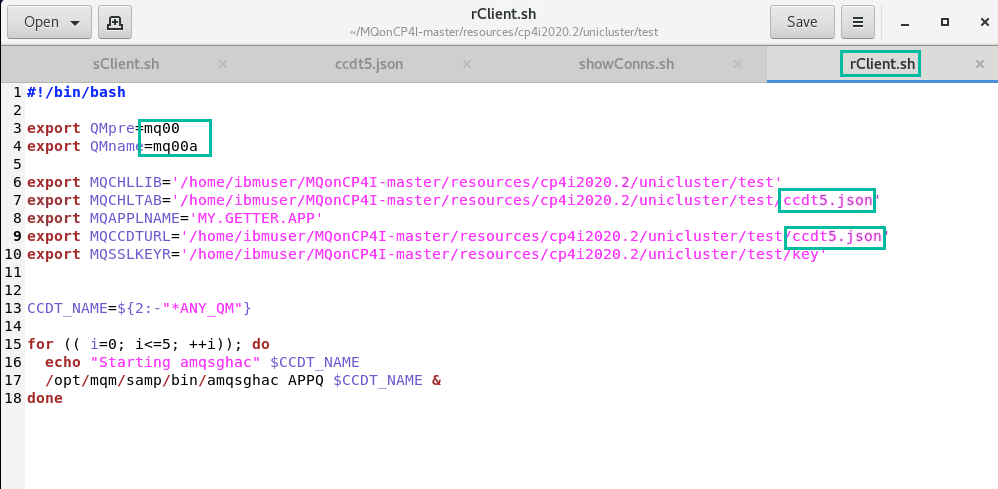 rClient.sh
Open
Save
~/MQonCP4I-master/resources/cp4i2020.2/unicluster/test
sClient.sh × ccdt5.json × showConns.sh × rClient.sh ×
1 #!/bin/bash
2
3 export QMpre=mq00
4 export QMname=mq00a
5
6 export MQCHLLIB='/home/ibmuser/MQonCP4I-master/resources/cp4i2020.2/unicluster/test'
7 export MQCHLTAB='/home/ibmuser/MQonCP4I-master/resources/cp4i2020.2/unicluster/test/ccdt5.json'
8 export MQAPPLNAME='MY.GETTER.APP'
9 export MQCCDTURL='/home/ibmuser/MQonCP4I-master/resources/cp4i2020.2/unicluster/test/ccdt5.json'
10 export MQSSLKEYR='/home/ibmuser/MQonCP4I-master/resources/cp4i2020.2/unicluster/test/key'
11
12
13 CCDT_NAME=${2:-"*ANY_QM"}
14
15 for (( i=0; i<=5; ++i)); do
16   echo "Starting amqsghac" $CCDT_NAME
17   /opt/mqm/samp/bin/amqsghac APPQ $CCDT_NAME &
18 done